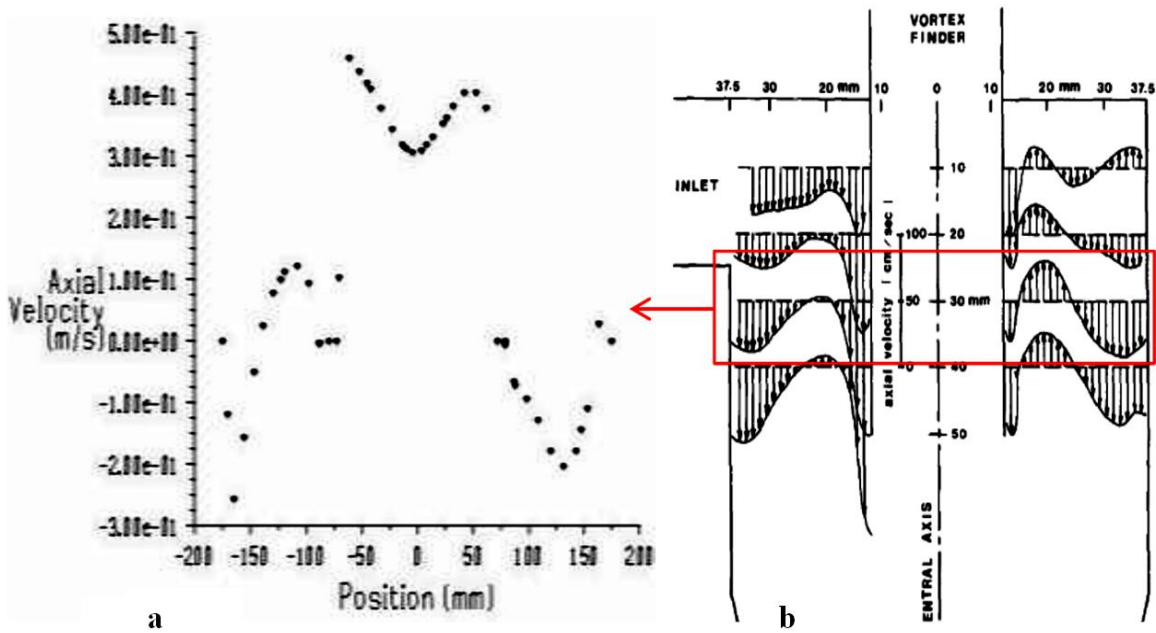 5.00e-01
4.00e-01
3.00e-01
2.00e-01
1.00e-01
0.00e+00
-1.00e-01
-2.00e-01
-3.00e-01
Axial
Velocity
(m/s)
-200 -150 -100 -50 0 50 100 150 200
Position (mm)
a
VORTEX
FINDER
37.5 30 20 mm 10 0 10 20 30 37.5
mm
INLET
10
20
30 mm
40
50
100
50
0
axial velocity ( cm/sec )
ENTRAL AXIS
b